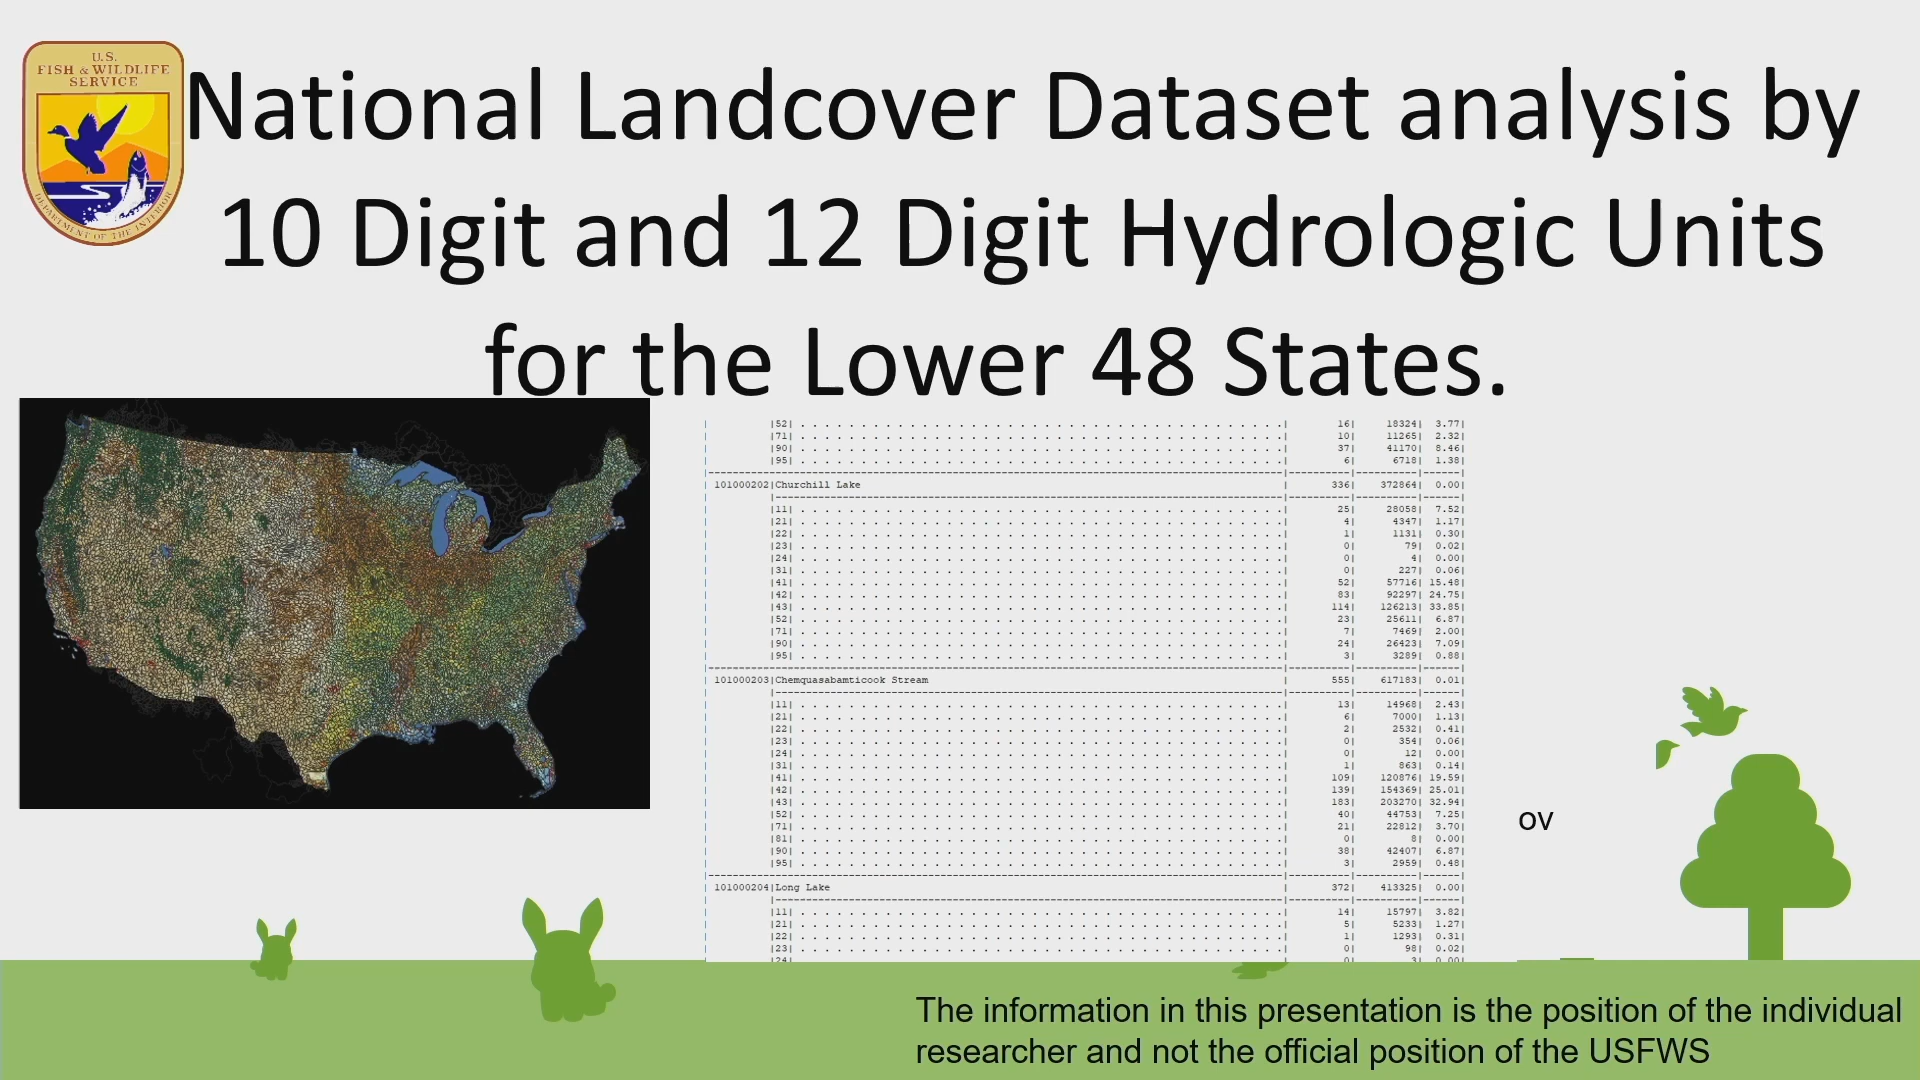 U.S.
FISH & WILDLIFE
SERVICE
DEPARTMENT OF THE INTERIOR
National Landcover Dataset analysis by
10 Digit and 12 Digit Hydrologic Units
for the Lower 48 States.
|52| 16| 18324| 3.77|
|71| 10| 11265| 2.32|
|90| 37| 41170| 8.46|
|95| 6| 6718| 1.38|
101000202|Churchill Lake | 336| 372864| 0.00|
|11| 25| 28058| 7.52|
|21| 4| 4347| 1.17|
|22| 1| 1131| 0.30|
|23| 0| 79| 0.02|
|24| 0| 4| 0.00|
|31| 0| 227| 0.06|
|41| 52| 57716| 15.48|
|42| 83| 92297| 24.75|
|43| 114| 126213| 33.85|
|52| 23| 25611| 6.87|
|71| 7| 7469| 2.00|
|90| 24| 26423| 7.09|
|95| 3| 3289| 0.88|
101000203|Chemquasabamticook Stream | 555| 617183| 0.01|
|11| 13| 14968| 2.43|
|21| 6| 7000| 1.13|
|22| 2| 2532| 0.41|
|23| 0| 354| 0.06|
|24| 0| 12| 0.00|
|31| 1| 863| 0.14|
|41| 109| 120876| 19.59|
|42| 139| 154369| 25.01|
|43| 183| 203270| 32.94|
|52| 40| 44753| 7.25|
|71| 21| 22812| 3.70|
|81| 0| 8| 0.00|
|90| 38| 42407| 6.87|
|95| 3| 2959| 0.48|
101000204|Long Lake | 372| 413325| 0.00|
|11| 14| 15797| 3.82|
|21| 5| 5233| 1.27|
|22| 1| 1293| 0.31|
|23| 0| 98| 0.02|
|24| 0| 3| 0.00|
ov
The information in this presentation is the position of the individual
researcher and not the official position of the USFWS